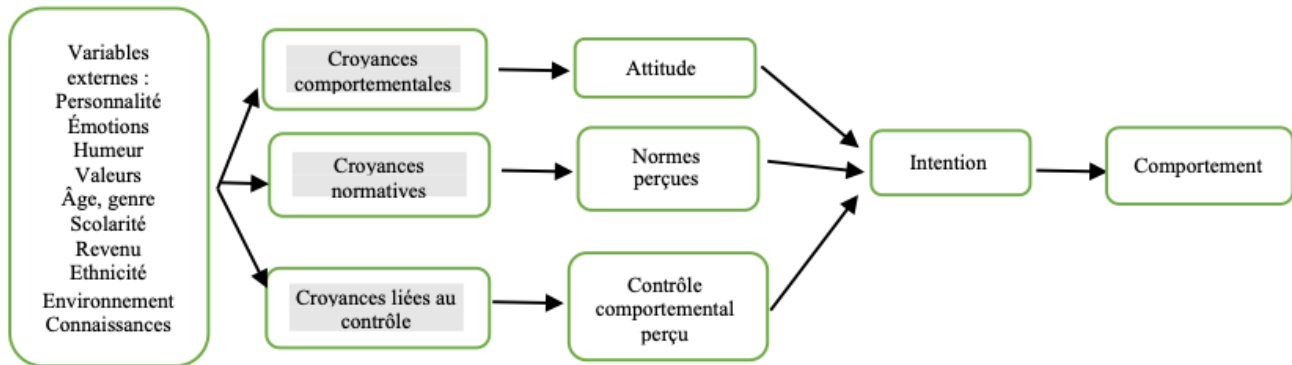 Variables
externes :
Personnalité
Émotions
Humeur
Valeurs
Âge, genre
Scolarité
Revenu
Ethnicité
Environnement
Connaissances
Croyances
comportementales
Attitude
Croyances
normatives
Normes
perçues
Croyances liées au
contrôle
Contrôle
comportemental
perçu
Intention
Comportement